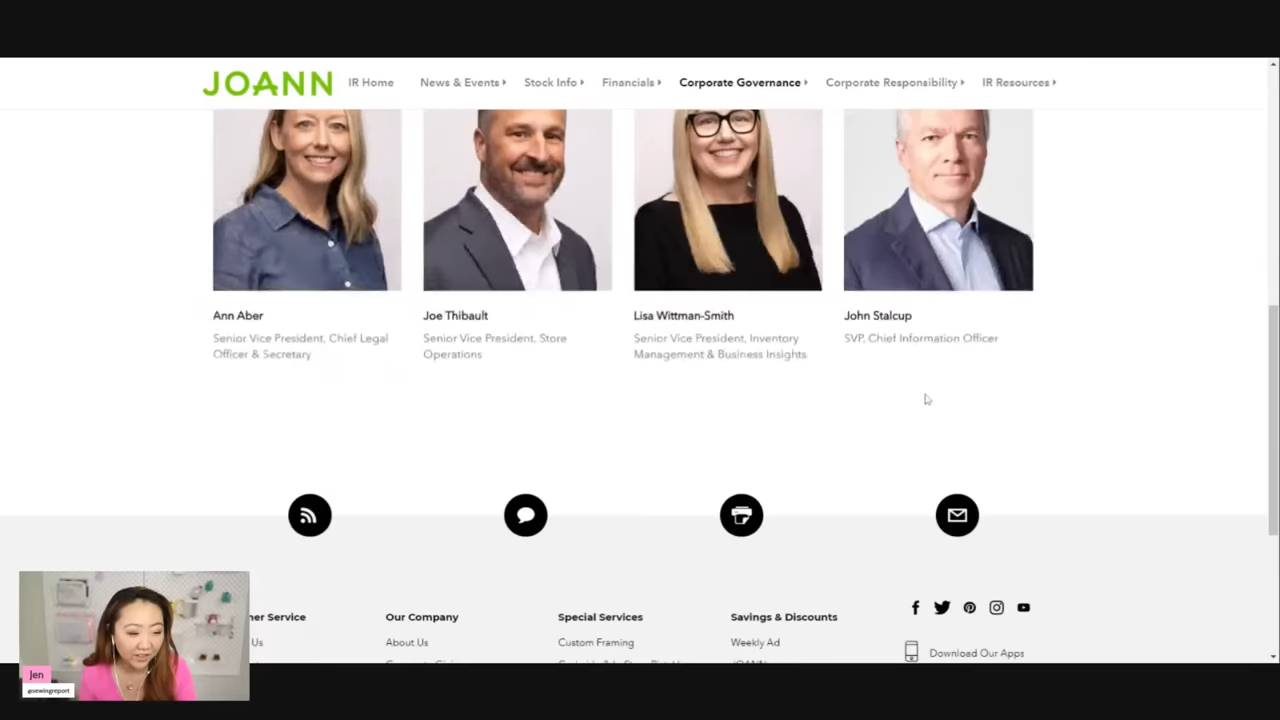 JOANN
IR Home
News & Events
Stock Info
Financials
Corporate Governance
Corporate Responsibility
IR Resources
Ann Aber
Senior Vice President, Chief Legal
Officer & Secretary
Joe Thibault
Senior Vice President, Store
Operations
Lisa Wittman-Smith
Senior Vice President, Inventory
Management & Business Insights
John Stalcup
SVP, Chief Information Officer
ner Service
Us
Our Company
About Us
Special Services
Custom Framing
Savings & Discounts
Weekly Ad
Download Our Apps
Jen
@sewingreport